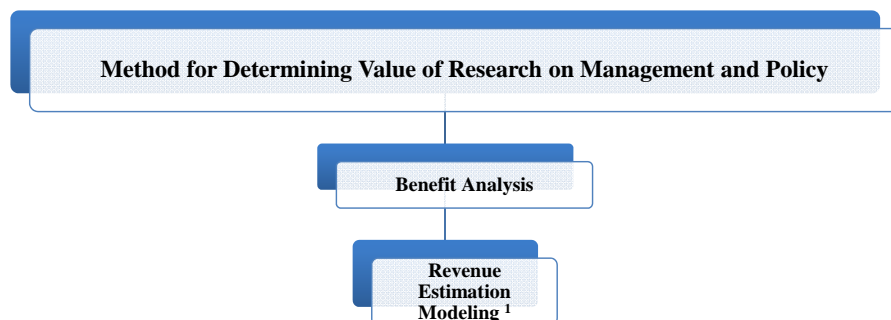 Method for Determining Value of Research on Management and Policy
Benefit Analysis
Revenue
Estimation
Modeling ¹